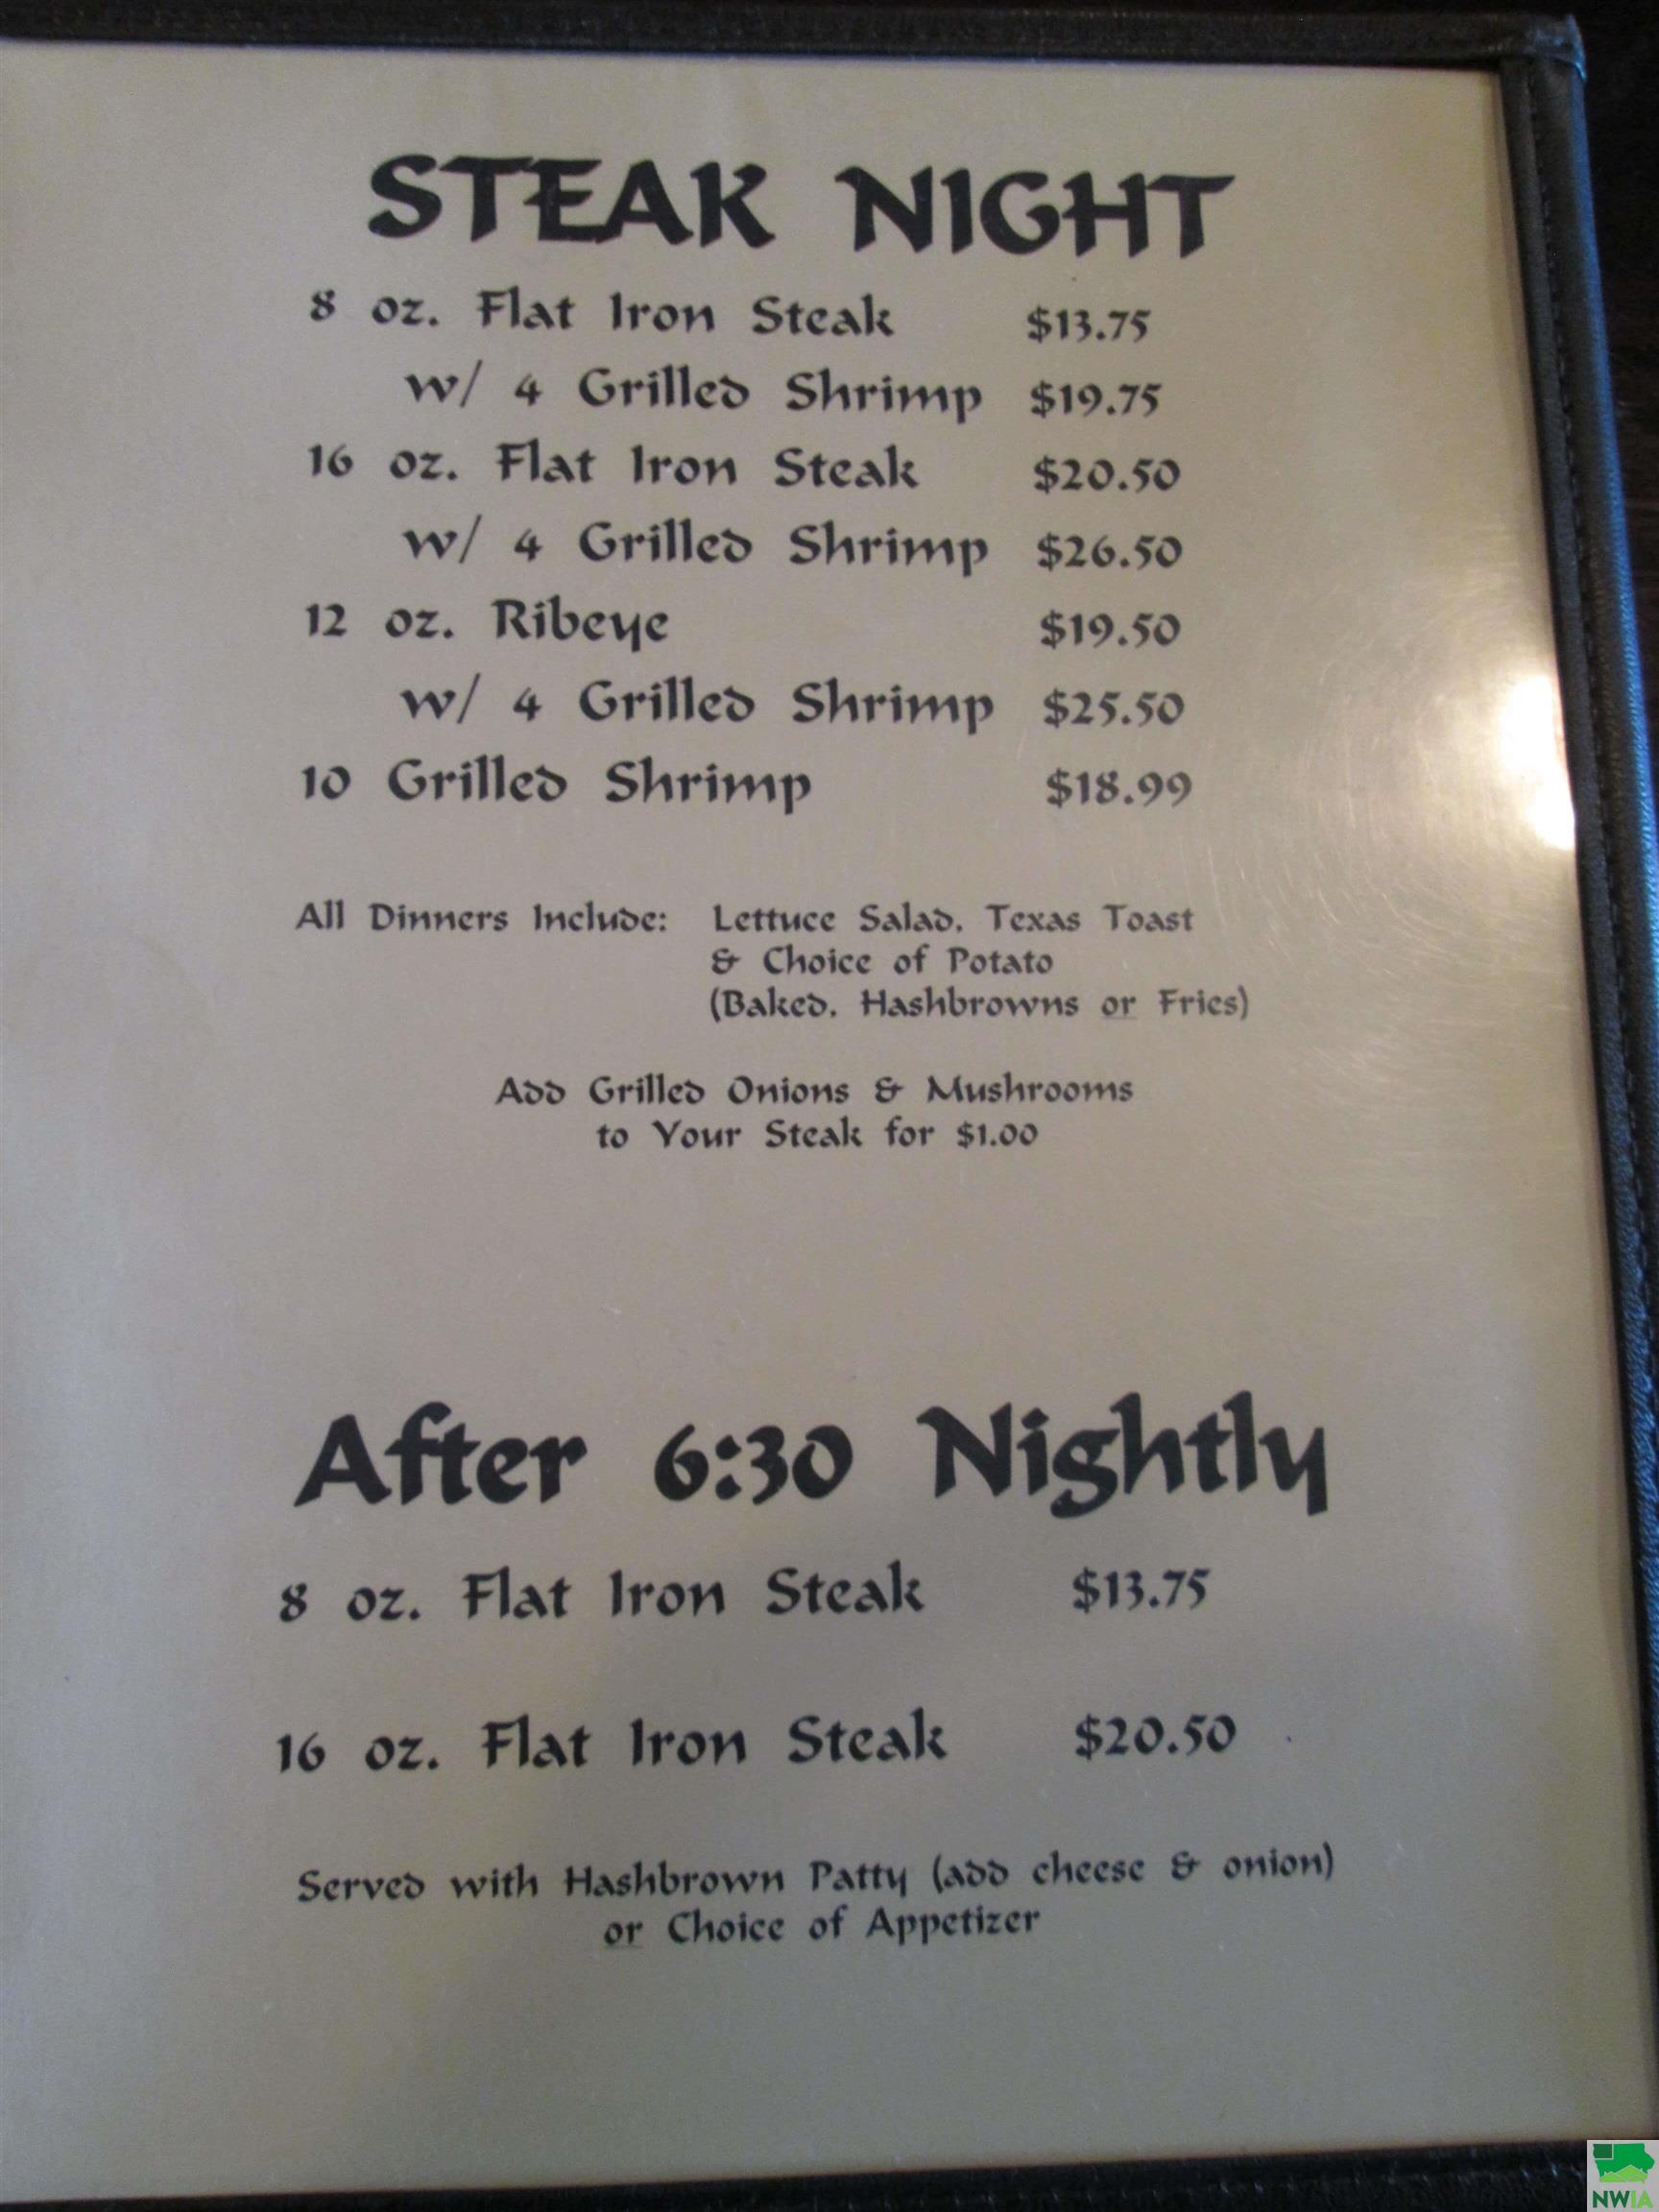 STEAK NIGHT
8 oz. Flat Iron Steak $13.75
w/ 4 Grilled Shrimp $19.75
16 oz. Flat Iron Steak $20.50
w/ 4 Grilled Shrimp $26.50
12 oz. Ribeye $19.50
w/ 4 Grilled Shrimp $25.50
10 Grilled Shrimp $18.99
All Dinners Include: Lettuce Salad, Texas Toast
& Choice of Potato
(Baked, Hashbrowns or Fries)
Add Grilled Onions & Mushrooms
to Your Steak for $1.00
After 6:30 Nightly
8 oz. Flat Iron Steak $13.75
16 oz. Flat Iron Steak $20.50
Served with Hashbrown Patty (add cheese & onion)
or Choice of Appetizer
NWIA